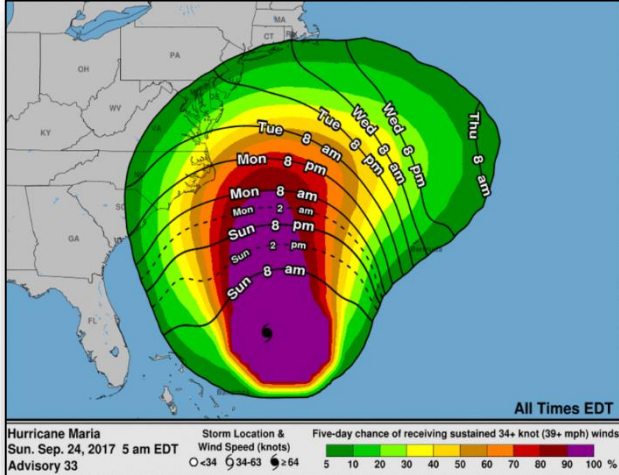 MA
CT
RI
PA
OH
DE
WV
VA
KY
SC
GA
FL
Bermuda
Thu 8 am
Wed 8 pm
Wed 8 am
Tue 8 pm
Tue 8 am
Mon 8 pm
Mon 8 am
Mon 2 am
Sun 8 pm
Sun 2 pm
Sun 8 am
All Times EDT
Hurricane Maria
Sun. Sep. 24, 2017 5 am EDT
Advisory 33
Storm Location &
Wind Speed (knots)
<34 34-63 ≥64
Five-day chance of receiving sustained 34+ knot (39+ mph) winds
5 10 20 30 40 50 60 70 80 90 100 %